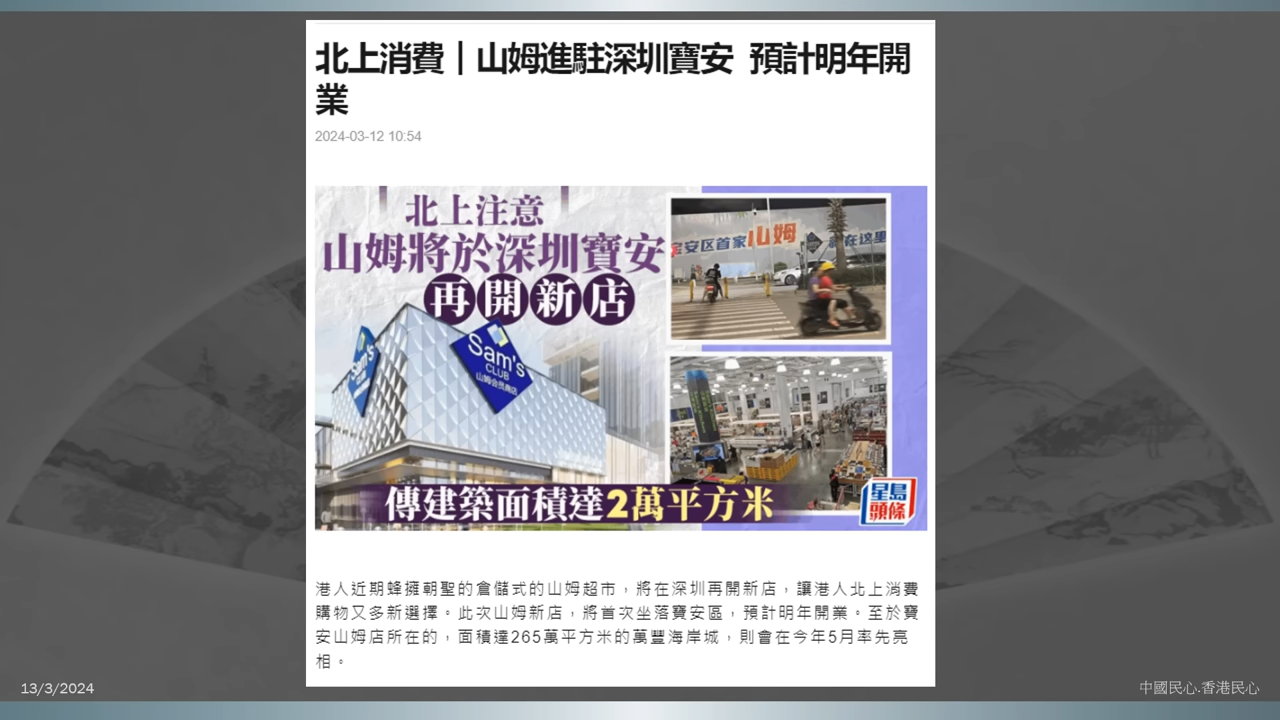 北上消費｜山姆進駐深圳寶安 預計明年開
業
2024-03-12 10:54
北上注意
山姆將於深圳寶安
再開新店
Sam's
CLUB
山姆会员商店
Sam's
宝安区首家山姆 就在这里
傳建築面積達2萬平方米
星島
頭條
港人近期蜂擁朝聖的倉儲式的山姆超市，將在深圳再開新店，讓港人北上消費
購物又多新選擇。此次山姆新店，將首次坐落寶安區，預計明年開業。至於寶
安山姆店所在的，面積達265萬平方米的萬豐海岸城，則會在今年5月率先亮
相。
13/3/2024
中國民心.香港民心